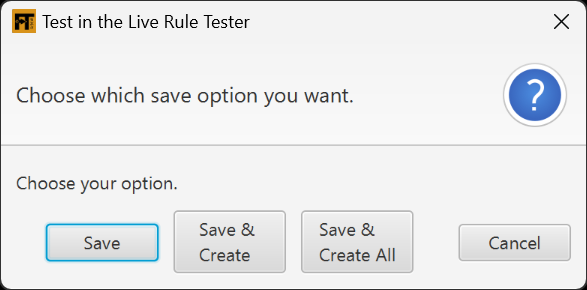 FT
Test in the Live Rule Tester
Choose which save option you want.
?
Choose your option.
Save
Save &
Create
Save &
Create All
Cancel